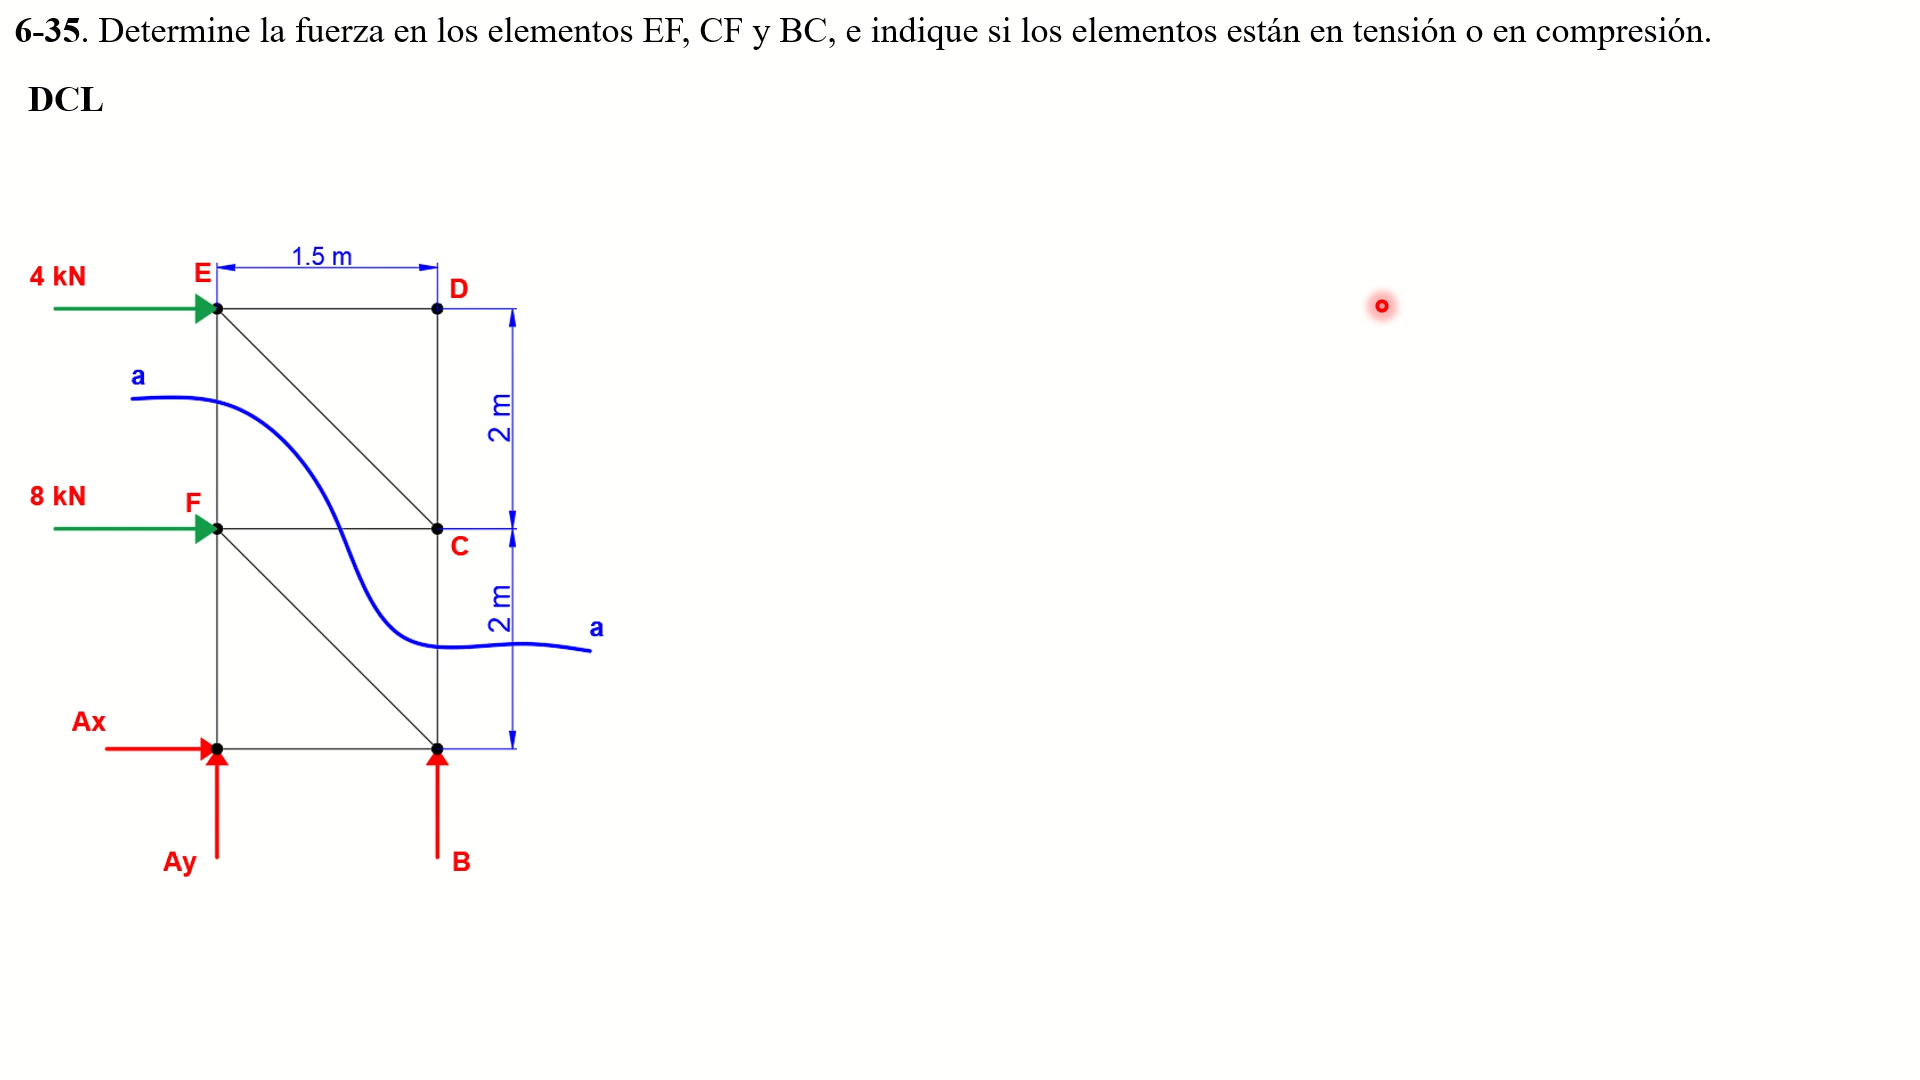 6-35. Determine la fuerza en los elementos EF, CF y BC, e indique si los elementos están en tensión o en compresión.
DCL
1.5 m
4 kN
E
D
a
2 m
8 kN
F
C
2 m
a
Ax
Ay
B